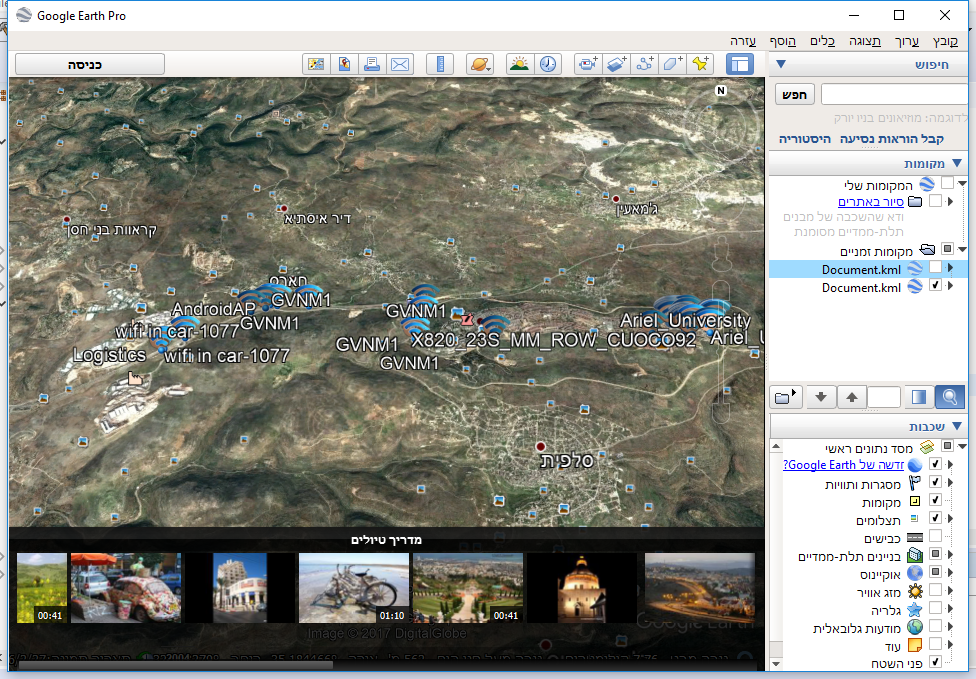 Google Earth Pro
קובץ ערוך תצוגה כלים הוסף עזרה
כניסה
חיפוש
חפש
לדוגמה: מוזיאונים בניו יורק
קבל הוראות נסיעה היסטוריה
מקומות
המקומות שלי
סיור באתרים
ודא שהשכבה של מבנים
תלת-ממדיים מסומנת
מקומות זמניים
Document.kml
Document.kml
שכבות
מסד נתונים ראשי
חדשה של Google Earth?
מסגרות ותוויות
מקומות
תצלומים
כבישים
בניינים תלת-ממדיים
אוקיינוס
מזג אוויר
גלריה
מודעות גלובאלית
עוד
פני השטח
N
ג'מאעין
דיר איסתיא
קראוות בני חסן
חארס
AndroidAP
GVNM1
GVNM1
GVNM1
Ariel_University
wifi in car-1077
GVNM1
X820_23S_MM_ROW_CUOCO92
Ariel_U
Logistics
wifi in car-1077
GVNM1
סלפית
מדריך טיולים
00:41
01:10
00:41
Image © 2017 DigitalGlobe
Google Earth